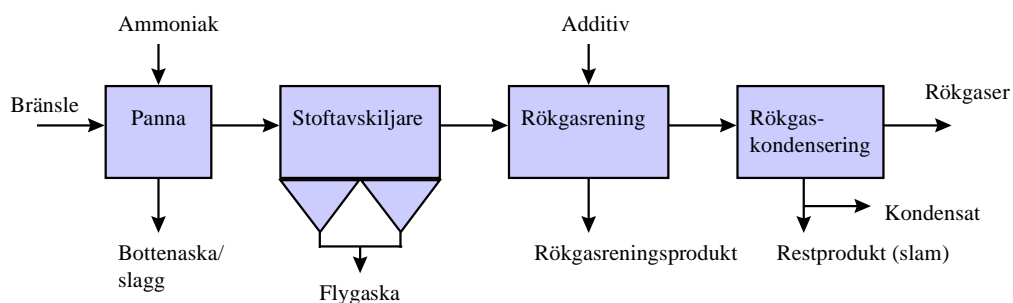 Ammoniak
Additiv
Bränsle
Panna
Stoftavskiljare
Rökgasrening
Rökgas-
kondensering
Rökgaser
Bottenaska/
slagg
Flygaska
Rökgasreningsprodukt
Kondensat
Restprodukt (slam)